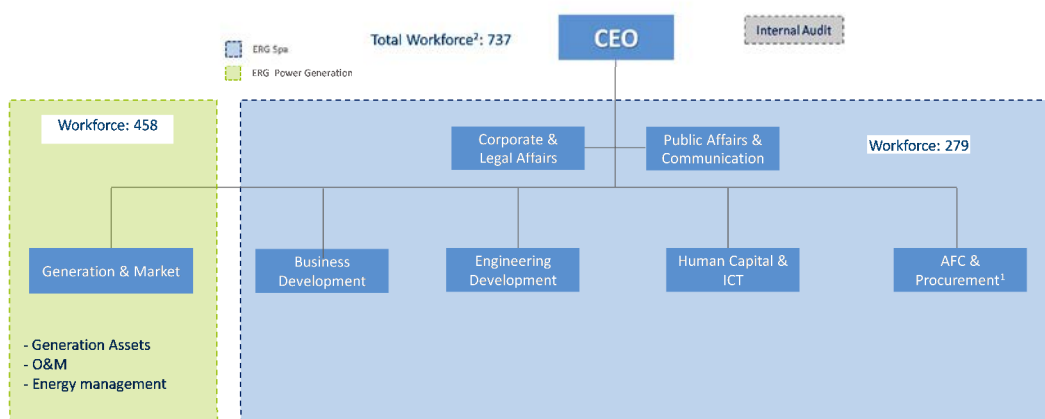 Total Workforce²: 737
CEO
Internal Audit
ERG Spa
ERG Power Generation
Workforce: 458
Corporate &
Legal Affairs
Public Affairs &
Communication
Workforce: 279
Generation & Market
Business
Development
Engineering
Development
Human Capital &
ICT
AFC &
Procurement¹
- Generation Assets
- O&M
- Energy management